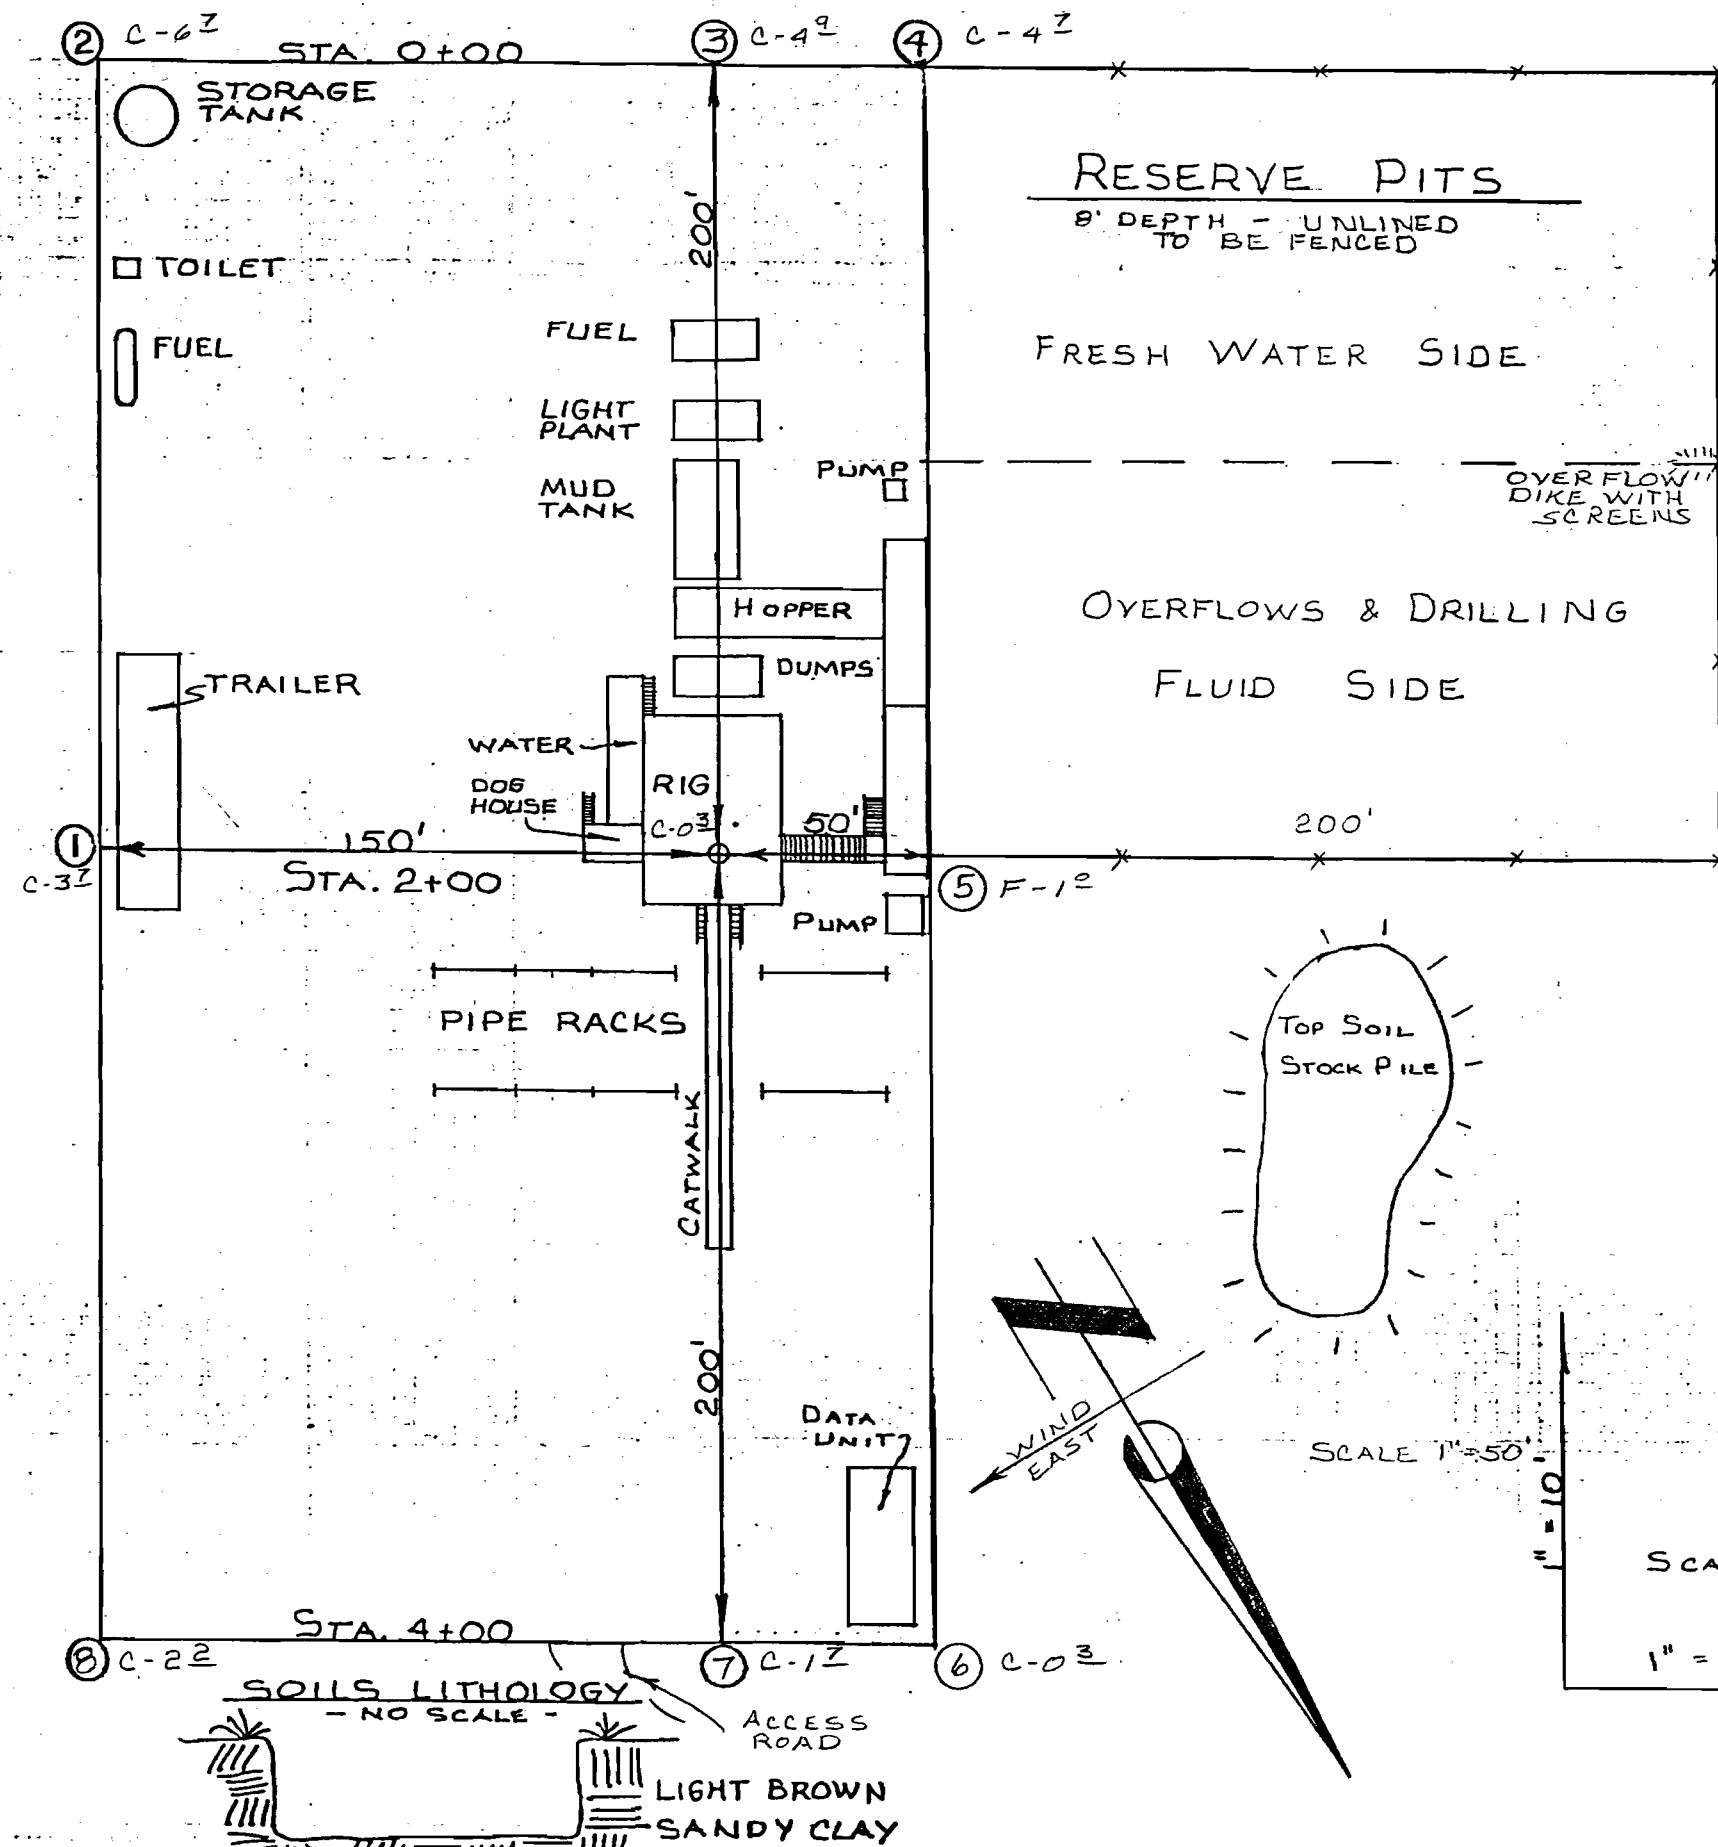 2 C-6⁷
STA. 0+00
3 C-4⁹
4 C-4⁷
STORAGE
TANK
RESERVE PITS
8' DEPTH - UNLINED
TO BE FENCED
200'
TOILET
FUEL
FUEL
FRESH WATER SIDE
LIGHT
PLANT
MUD
TANK
PUMP
OVERFLOW
DIKE WITH
SCREENS
HOPPER
OVERFLOWS & DRILLING
FLUID SIDE
DUMPS
TRAILER
WATER
RIG
DOG
HOUSE
C-0³
50'
200'
1
150'
C-3⁷
STA. 2+00
5 F-1⁰
PUMP
PIPE RACKS
TOP SOIL
STOCK PILE
CATWALK
200'
DATA
UNIT
WIND
EAST
SCALE 1"=50'
1" = 10'
SCA
1" =
STA. 4+00
8 C-2²
7 C-1⁷
6 C-0³
SOILS LITHOLOGY
- NO SCALE -
ACCESS
ROAD
LIGHT BROWN
SANDY CLAY